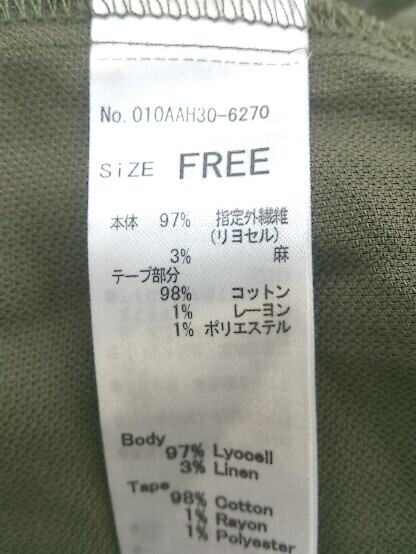 No. 010AAH30-6270
SiZE FREE
本体 97% 指定外繊維
(リヨセル)
3% 麻
テープ部分
98% コットン
1% レーヨン
1% ポリエステル
Body
97% Lyocell
3% Linen
Tape
98% Cotton
1% Rayon
1% Polyester